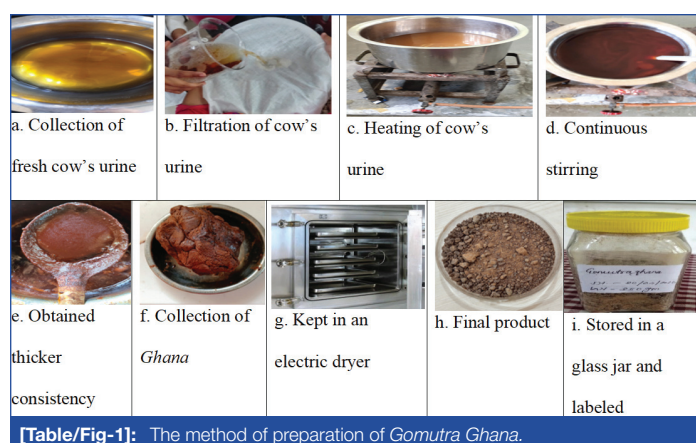 a. Collection of
fresh cow's urine
b. Filtration of cow's
urine
c. Heating of cow's
urine
d. Continuous
stirring
e. Obtained
thicker
consistency
f. Collection of
Ghana
g. Kept in an
electric dryer
h. Final product
i. Stored in a
glass jar and
labeled
Gomutra ghana
[Table/Fig-1]: The method of preparation of Gomutra Ghana.